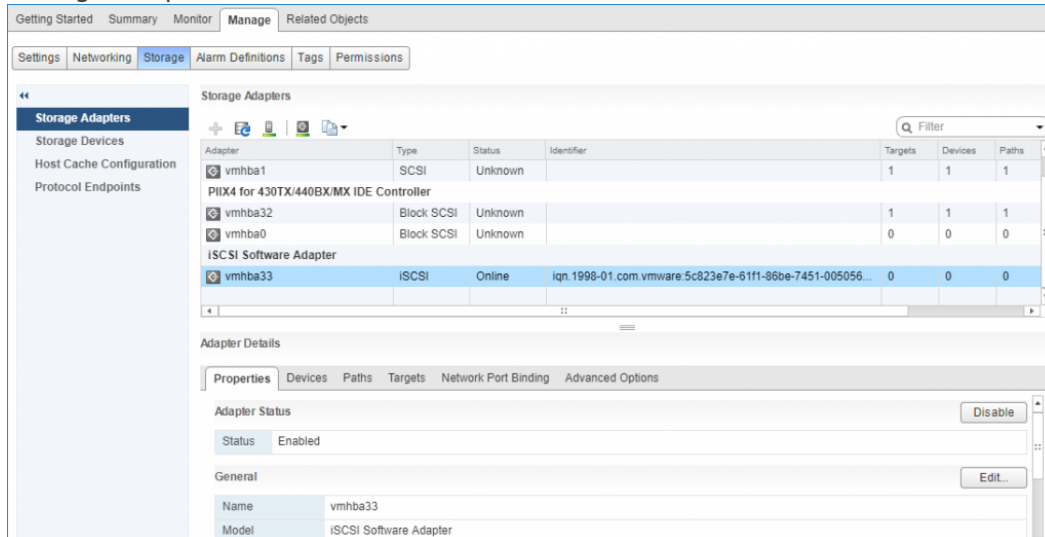 Getting Started Summary Monitor Manage Related Objects
Settings Networking Storage Alarm Definitions Tags Permissions
Storage Adapters
Storage Devices
Host Cache Configuration
Protocol Endpoints
Storage Adapters
Filter
Adapter Type Status Identifier Targets Devices Paths
vmhba1 SCSI Unknown 1 1 1
PIIX4 for 430TX/440BX/MX IDE Controller
vmhba32 Block SCSI Unknown 1 1 1
vmhba0 Block SCSI Unknown 0 0 0
iSCSI Software Adapter
vmhba33 iSCSI Online iqn.1998-01.com.vmware:5c823e7e-61f1-86be-7451-005056... 0 0 0
Adapter Details
Properties Devices Paths Targets Network Port Binding Advanced Options
Adapter Status Disable
Status Enabled
General Edit...
Name vmhba33
Model iSCSI Software Adapter